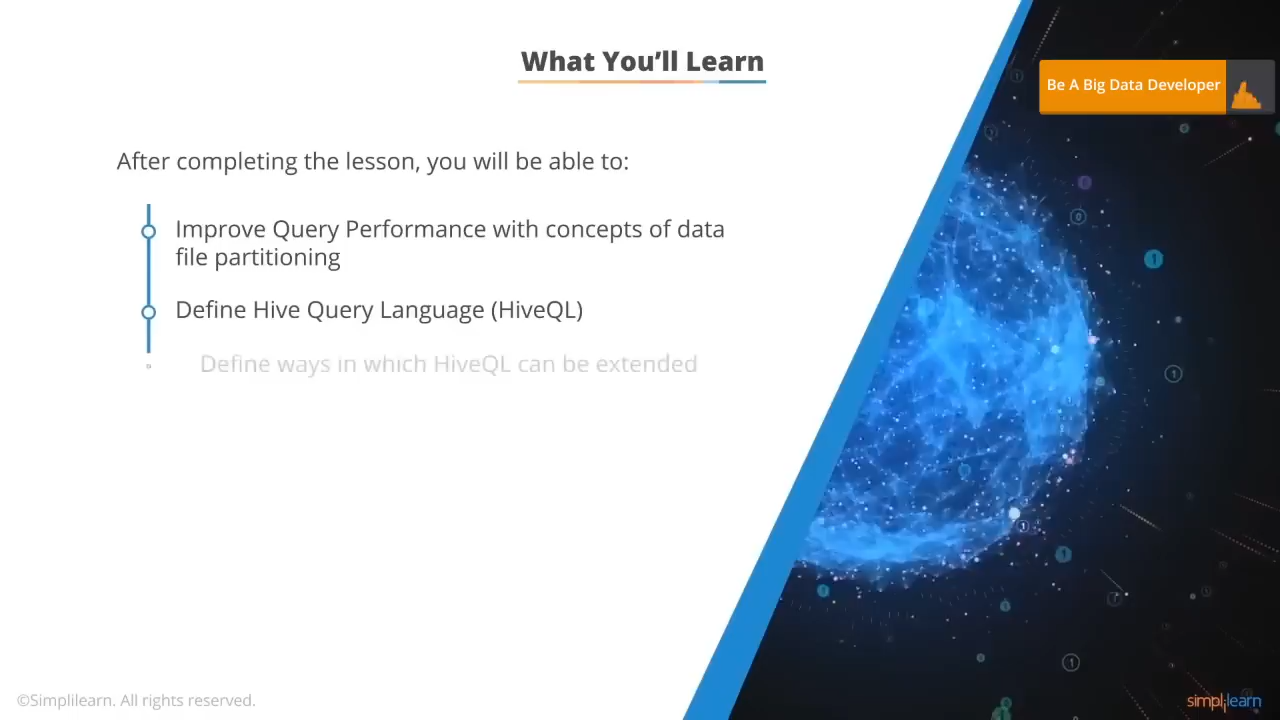 What You'll Learn
Be A Big Data Developer
After completing the lesson, you will be able to:
Improve Query Performance with concepts of data
file partitioning
Define Hive Query Language (HiveQL)
Define ways in which HiveQL can be extended
©Simplilearn. All rights reserved.
simplilearn